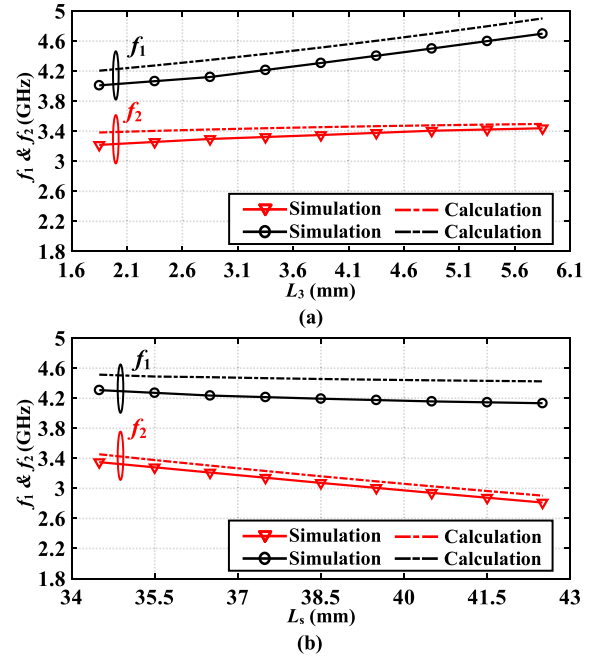 5
4.6
4.2
3.8
3.4
3
2.6
2.2
1.8
f₁ & f₂ (GHz)
f₁
f₂
Simulation Calculation
Simulation Calculation
1.6 2.1 2.6 3.1 3.6 4.1 4.6 5.1 5.6 6.1
L₃ (mm)
(a)
5
4.6
4.2
3.8
3.4
3
2.6
2.2
1.8
f₁ & f₂ (GHz)
f₁
f₂
Simulation Calculation
Simulation Calculation
34 35.5 37 38.5 40 41.5 43
Lₛ (mm)
(b)